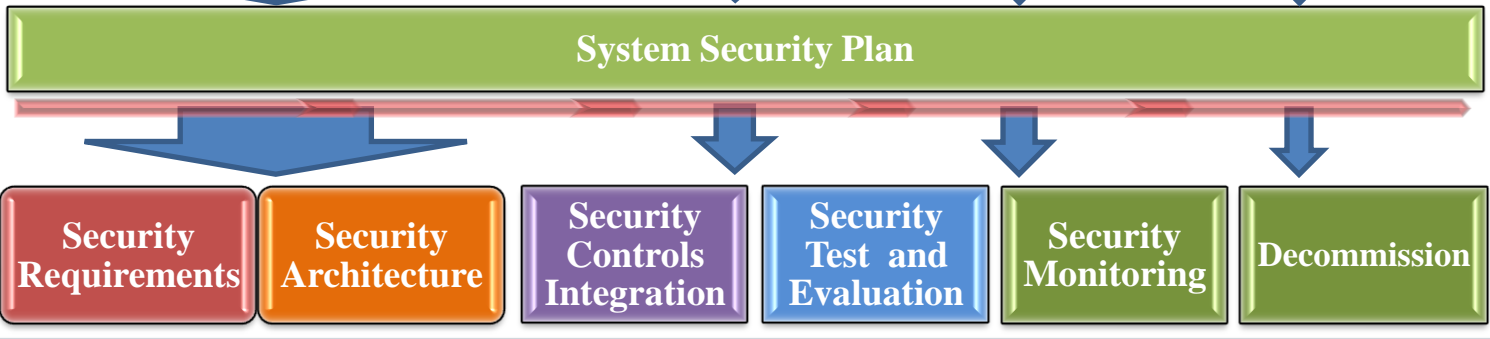 System Security Plan
Security
Requirements
Security
Architecture
Security
Controls
Integration
Security
Test and
Evaluation
Security
Monitoring
Decommission